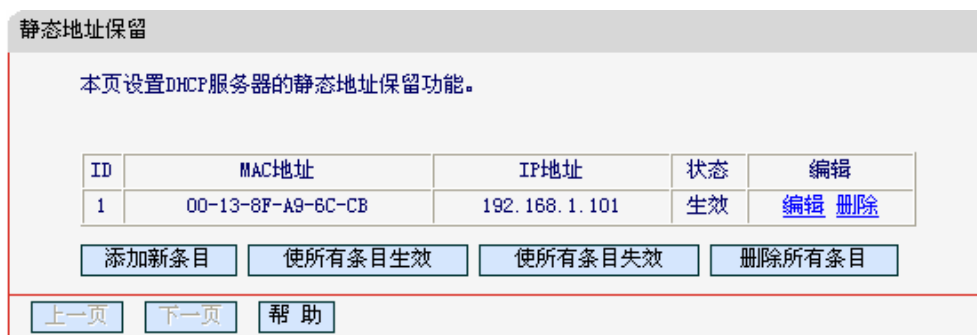 静态地址保留
本页设置DHCP服务器的静态地址保留功能。
ID MAC地址 IP地址 状态 编辑
1 00-13-8F-A9-6C-CB 192.168.1.101 生效 编辑 删除
添加新条目 使所有条目生效 使所有条目失效 删除所有条目
上一页 下一页 帮 助